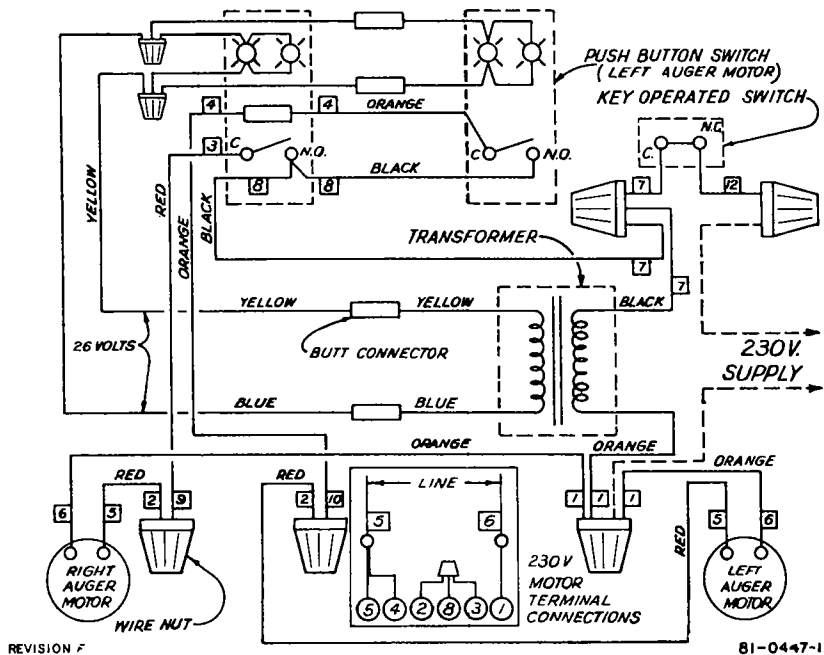 PUSH BUTTON SWITCH
(LEFT AUGER MOTOR)
KEY OPERATED SWITCH
4
4
ORANGE
3
C
N.O.
C
N.O.
C.
N.C.
8
8
BLACK
7
12
YELLOW
RED
ORANGE
BLACK
TRANSFORMER
7
7
YELLOW
YELLOW
BLACK
26 VOLTS
BUTT CONNECTOR
230V.
SUPPLY
BLUE
BLUE
ORANGE
ORANGE
RED
RED
LINE
ORANGE
6
5
2
9
2
10
5
6
1
1
1
RED
5
6
RIGHT
AUGER
MOTOR
WIRE NUT
5
4
2
8
3
1
230V
MOTOR
TERMINAL
CONNECTIONS
LEFT
AUGER
MOTOR
REVISION F
81-0447-1